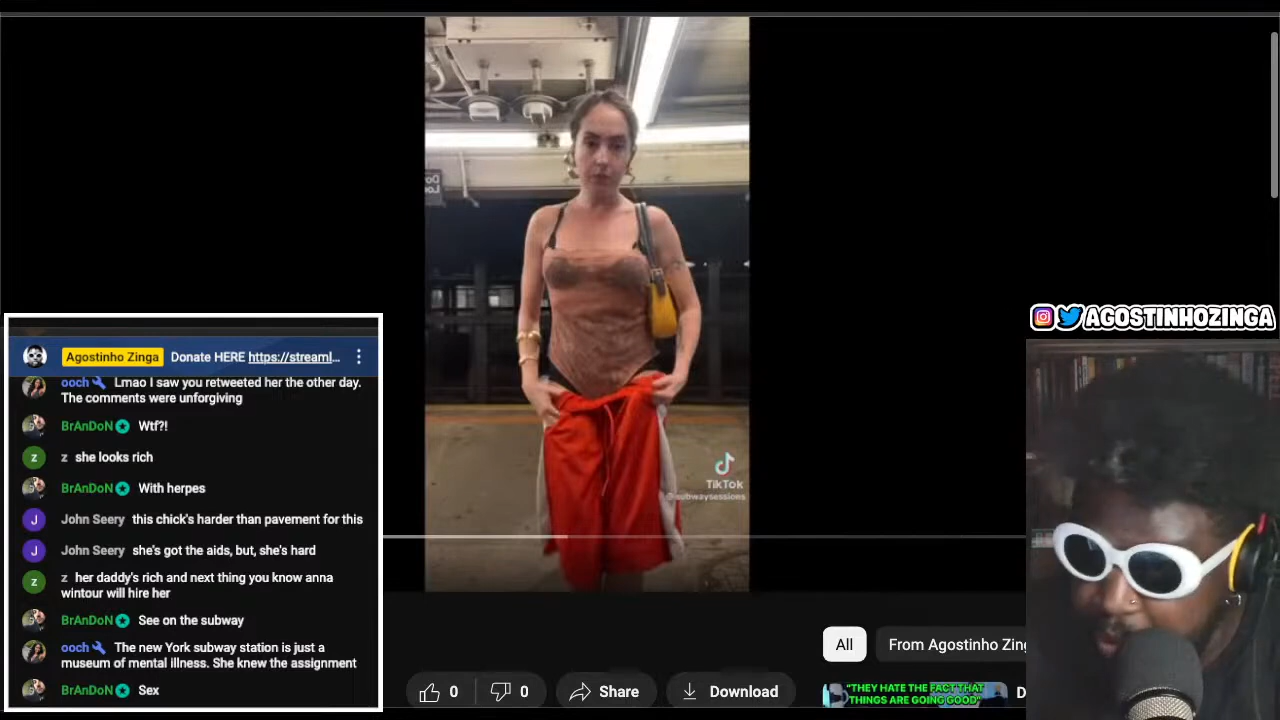 Agostinho Zinga Donate HERE https://streaml...
ooch Lmao I saw you retweeted her the other day.
The comments were unforgiving
BrAnDoN Wtf?!
z she looks rich
BrAnDoN With herpes
J John Seery this chick's harder than pavement for this
J John Seery she's got the aids, but, she's hard
z her daddy's rich and next thing you know anna
wintour will hire her
BrAnDoN See on the subway
ooch The new York subway station is just a
museum of mental illness. She knew the assignment
BrAnDoN Sex
TikTok
@subwaysessions
AGOSTINHOZINGA
All From Agostinho Zing
0 0 Share Download
"THEY HATE THE FACT THAT
THINGS ARE GOING GOOD"